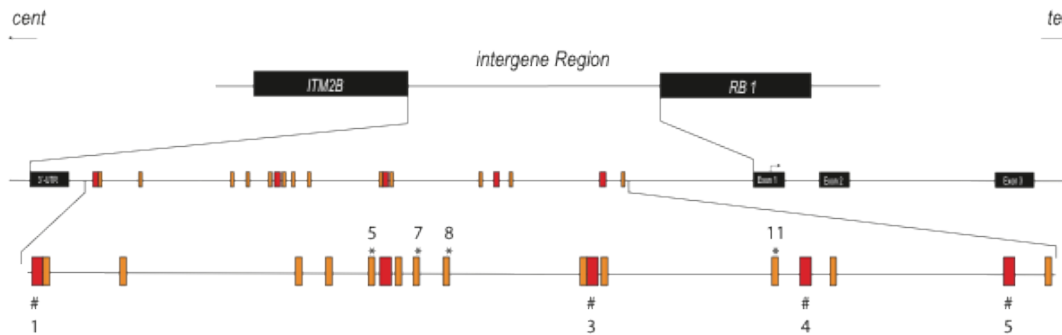 cent
te
intergene Region
ITM2B
RB 1
3'-UTR
Exon 1
Exon 2
Exon 3
5 7 8 11
* * * *
# # # #
1 3 4 5